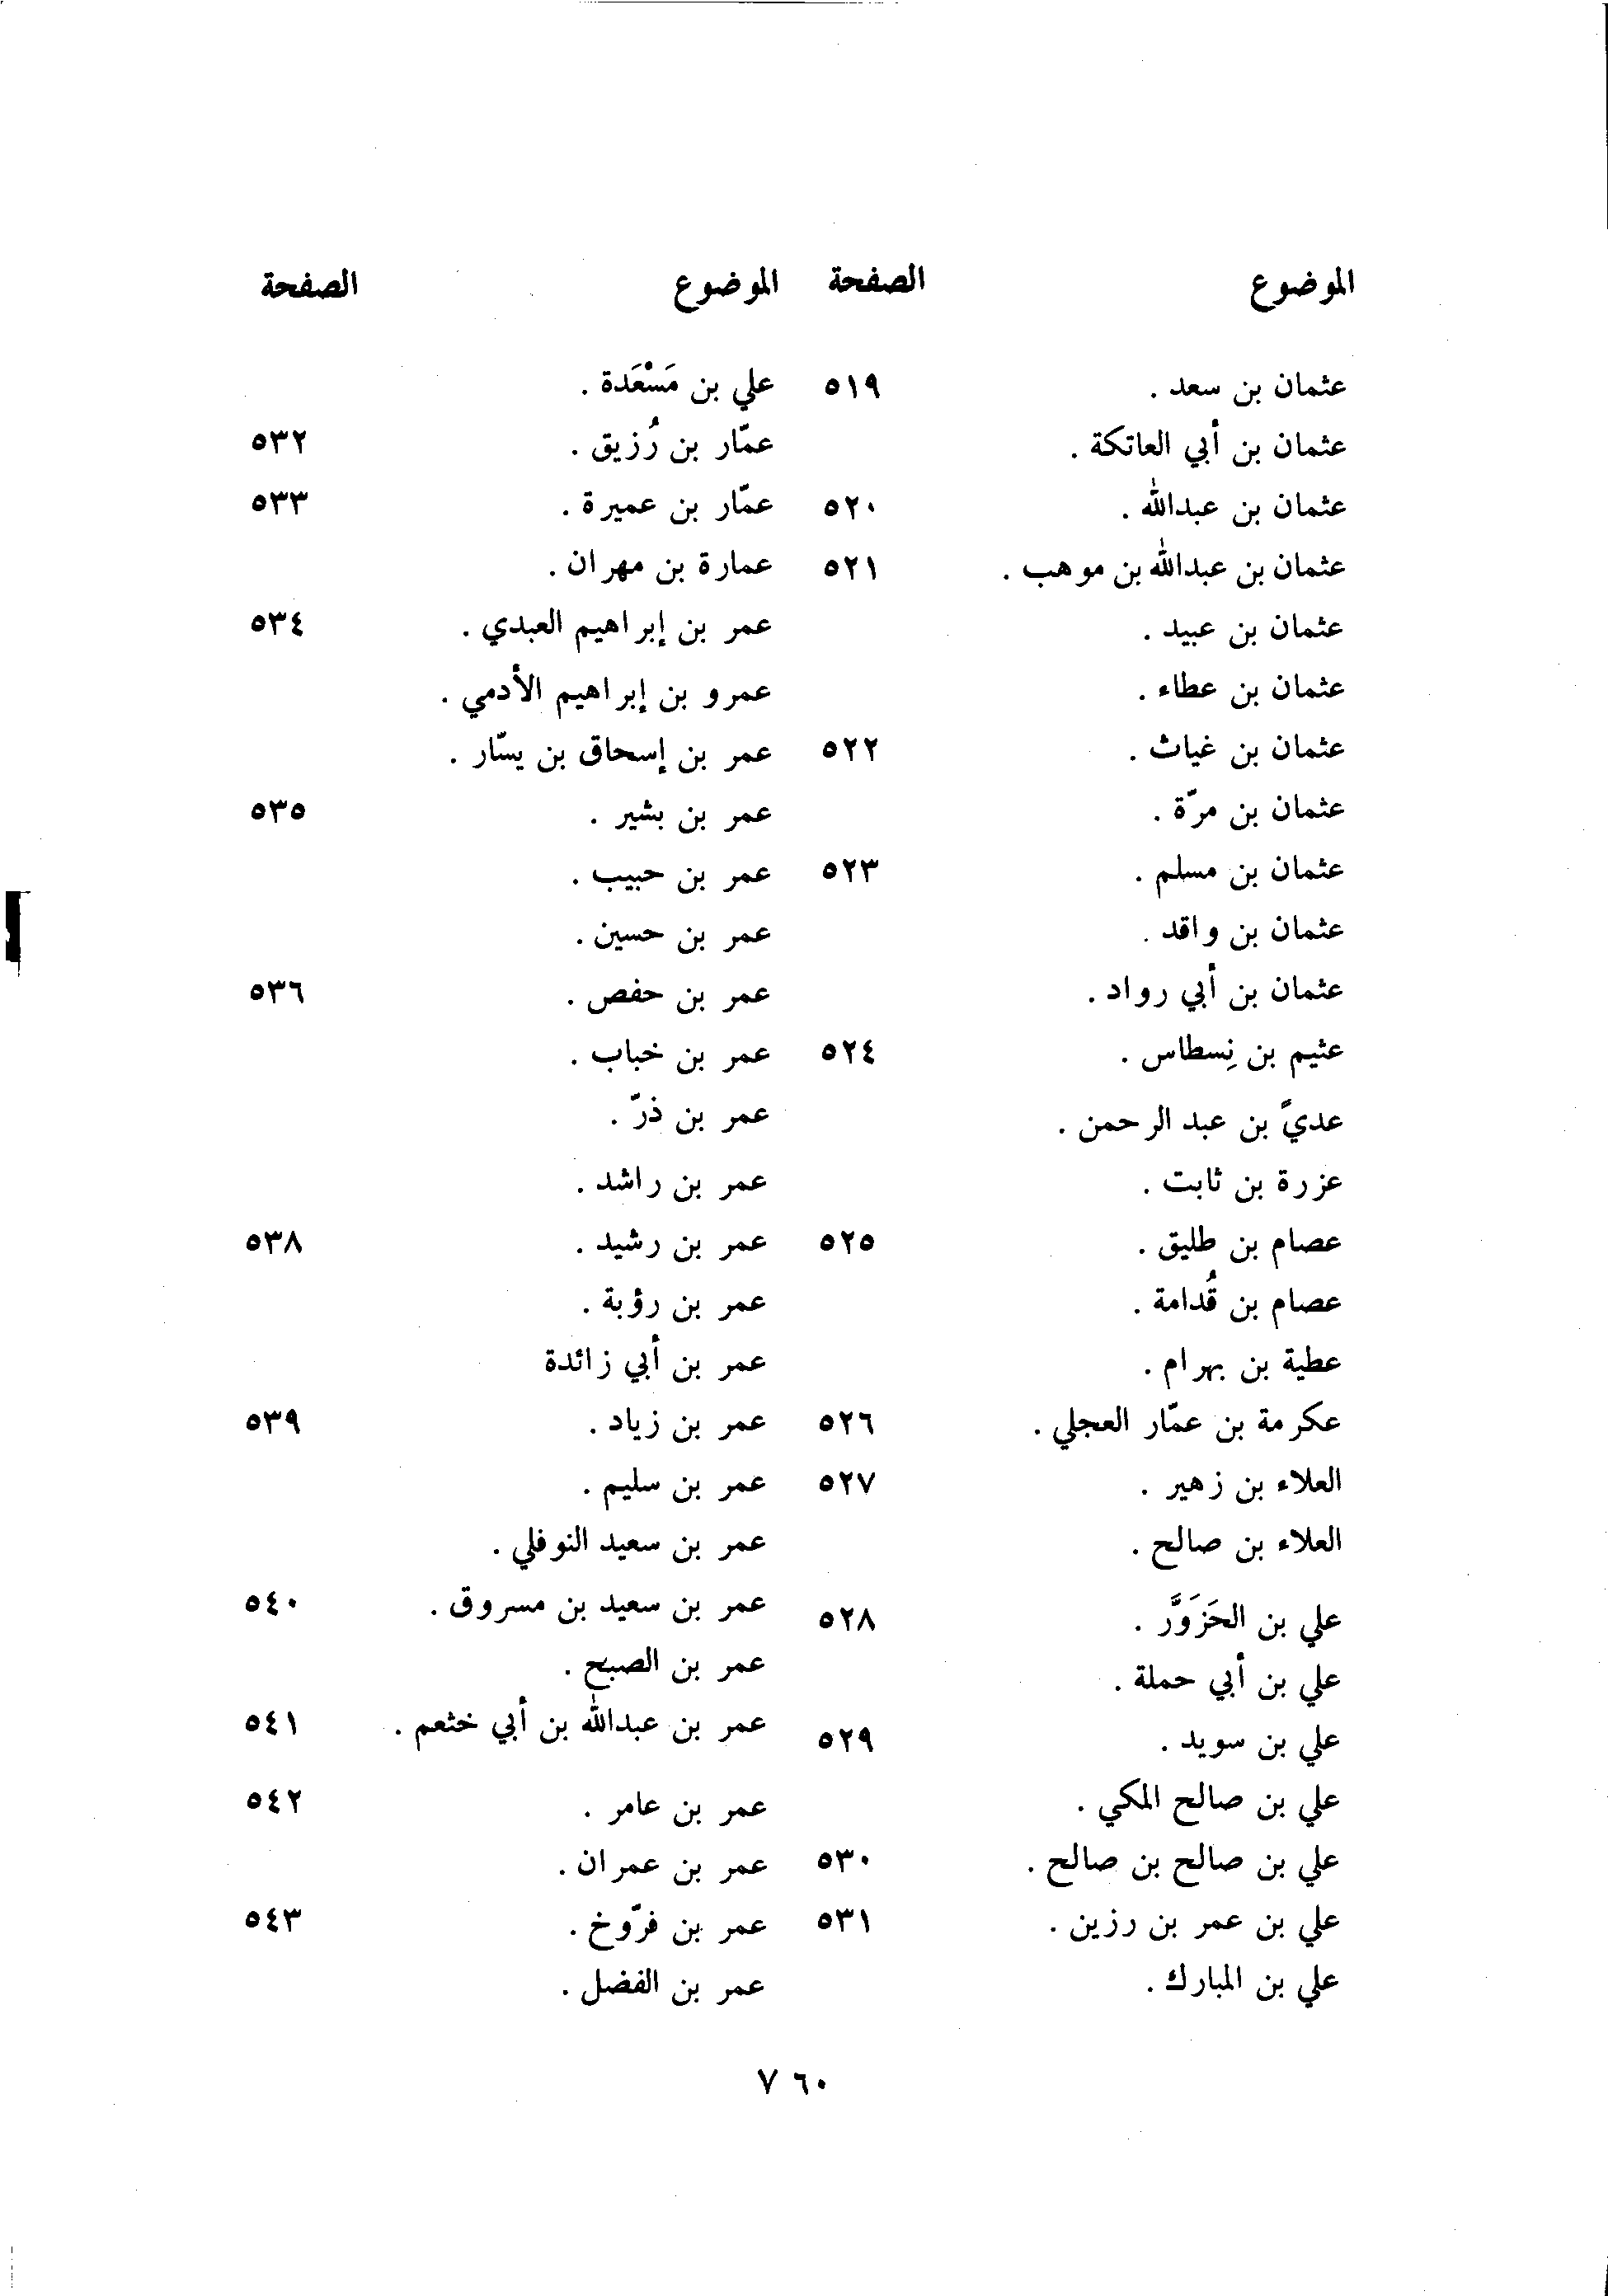 الموضوع الصفحة
عثمان بن سعد . ٥١٩
عثمان بن أبي العاتكة .
عثمان بن عبدالله . ٥٢٠
عثمان بن عبدالله بن موهب . ٥٢١
عثمان بن عبيد .
عثمان بن عطاء .
عثمان بن غياث . ٥٢٢
عثمان بن مرّة .
عثمان بن مسلم . ٥٢٣
عثمان بن واقد .
عثمان بن أبي رواد .
عثيم بن نِسطاس . ٥٢٤
عديّ بن عبد الرحمن .
عزرة بن ثابت .
عصام بن طليق . ٥٢٥
عصام بن قُدامة .
عطية بن بهرام .
عكرمة بن عمّار العجلي . ٥٢٦
العلاء بن زهير . ٥٢٧
العلاء بن صالح .
علي بن الحَزَوَّر . ٥٢٨
علي بن أبي حملة .
علي بن سويد . ٥٢٩
علي بن صالح المكي .
علي بن صالح بن صالح . ٥٣٠
علي بن عمر بن رزين . ٥٣١
علي بن المبارك .
الموضوع الصفحة
علي بن مَسْعَدة .
عمّار بن رُزيق . ٥٣٢
عمّار بن عميرة . ٥٣٣
عمارة بن مهران .
عمر بن إبراهيم العبدي . ٥٣٤
عمرو بن إبراهيم الأدمي .
عمر بن إسحاق بن يسّار .
عمر بن بشير . ٥٣٥
عمر بن حبيب .
عمر بن حسين .
عمر بن حفص . ٥٣٦
عمر بن خباب .
عمر بن ذرّ .
عمر بن راشد .
عمر بن رشيد . ٥٣٨
عمر بن رؤبة .
عمر بن أبي زائدة
عمر بن زياد . ٥٣٩
عمر بن سليم .
عمر بن سعيد النوفلي .
عمر بن سعيد بن مسروق . ٥٤٠
عمر بن الصبح .
عمر بن عبدالله بن أبي خثعم . ٥٤١
عمر بن عامر . ٥٤٢
عمر بن عمران .
عمر بن فرّوخ . ٥٤٣
عمر بن الفضل .
٧٦٠